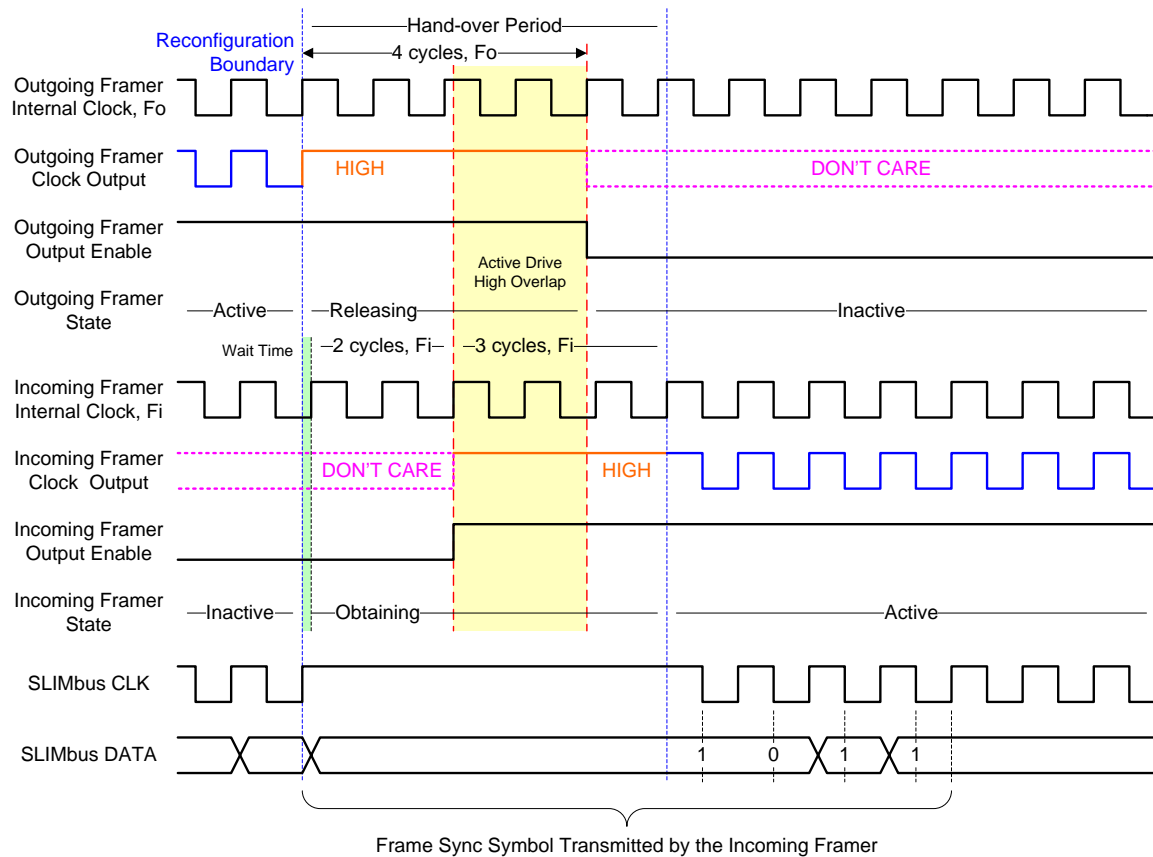 Hand-over Period
Reconfiguration
Boundary
4 cycles, Fo
Outgoing Framer
Internal Clock, Fo
Outgoing Framer
Clock Output
HIGH
DON'T CARE
Outgoing Framer
Output Enable
Active Drive
High Overlap
Outgoing Framer
State
Active
Releasing
Inactive
Wait Time
2 cycles, Fi
3 cycles, Fi
Incoming Framer
Internal Clock, Fi
Incoming Framer
Clock Output
DON'T CARE
HIGH
Incoming Framer
Output Enable
Incoming Framer
State
Inactive
Obtaining
Active
SLIMbus CLK
SLIMbus DATA
1 0 1 1
Frame Sync Symbol Transmitted by the Incoming Framer